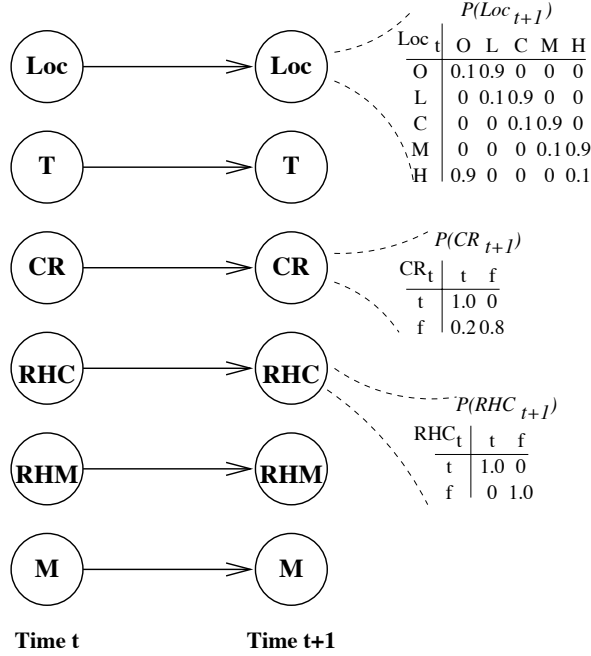 Loc
Loc
T
T
CR
CR
RHC
RHC
RHM
RHM
M
M
Time t
Time t+1
P(Loc t+1)
Loc t O L C M H
O 0.1 0.9 0 0 0
L 0 0.1 0.9 0 0
C 0 0 0.1 0.9 0
M 0 0 0 0.1 0.9
H 0.9 0 0 0 0.1
P(CR t+1)
CR t t f
t 1.0 0
f 0.2 0.8
P(RHC t+1)
RHC t t f
t 1.0 0
f 0 1.0